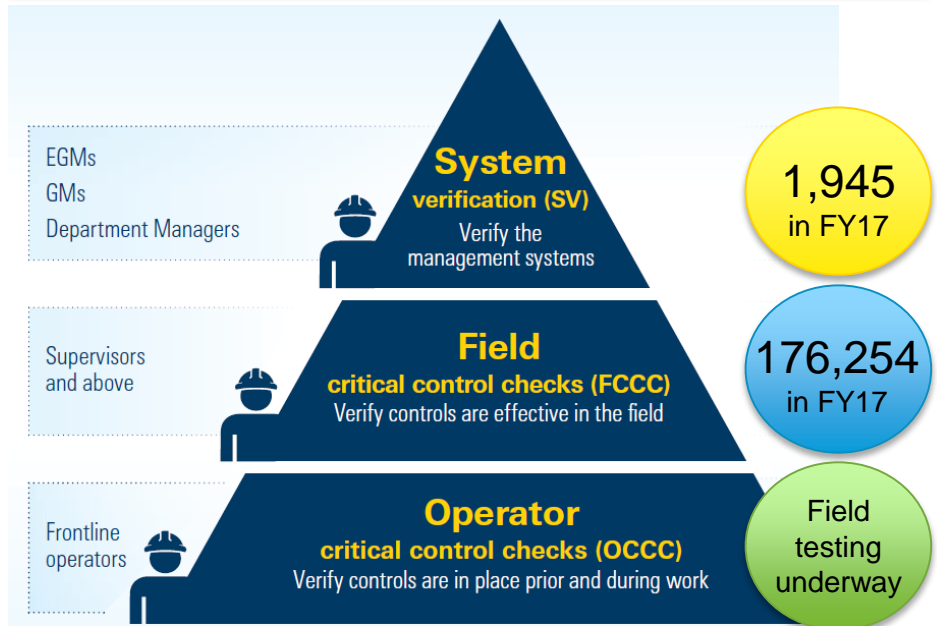 EGMs
GMs
Department Managers
System
verification (SV)
Verify the
management systems
1,945
in FY17
Supervisors
and above
Field
critical control checks (FCCC)
Verify controls are effective in the field
176,254
in FY17
Frontline
operators
Operator
critical control checks (OCCC)
Verify controls are in place prior and during work
Field
testing
underway